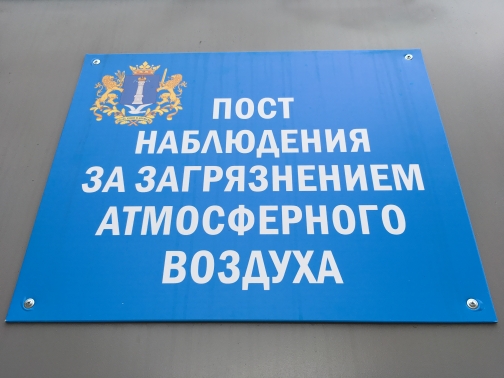 ПОСТ
НАБЛЮДЕНИЯ
ЗА ЗАГРЯЗНЕНИЕМ
АТМОСФЕРНОГО
ВОЗДУХА